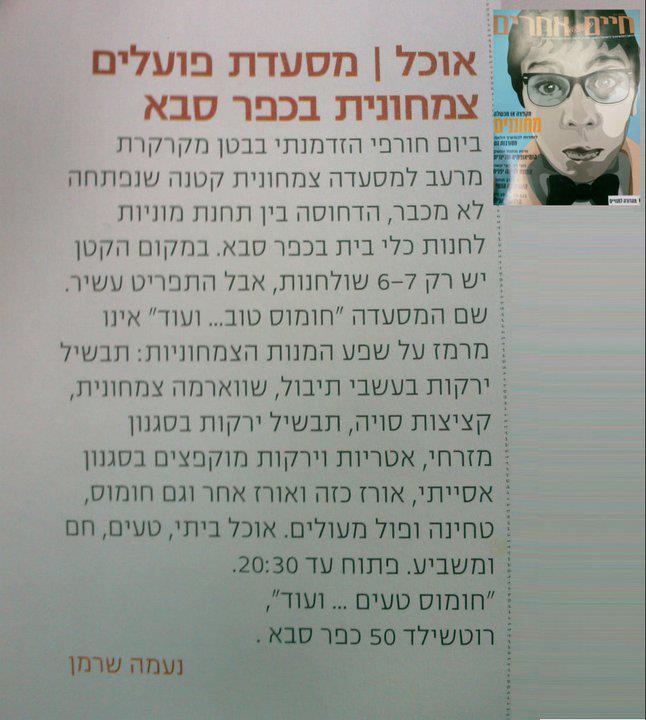 אוכל | מסעדת פועלים
צמחונית בכפר סבא
ביום חורפי הזדמנתי בבטן מקרקרת
מרעב למסעדה צמחונית קטנה שנפתחה
לא מכבר, הדחוסה בין תחנת מוניות
לחנות כלי בית בכפר סבא. במקום הקטן
יש רק 6–7 שולחנות, אבל התפריט עשיר.
שם המסעדה "חומוס טוב... ועוד" אינו
מרמז על שפע המנות הצמחוניות: תבשיל
ירקות בעשבי תיבול, שווארמה צמחונית,
קציצות סויה, תבשיל ירקות בסגנון
מזרחי, אטריות וירקות מוקפצים בסגנון
אסייתי, אורז כזה ואורז אחר וגם חומוס,
טחינה ופול מעולים. אוכל ביתי, טעים, חם
ומשביע. פתוח עד 20:30.
"חומוס טעים ... ועוד",
רוטשילד 50 כפר סבא .
נעמה שרמן
חיים אחרים
מחוננים